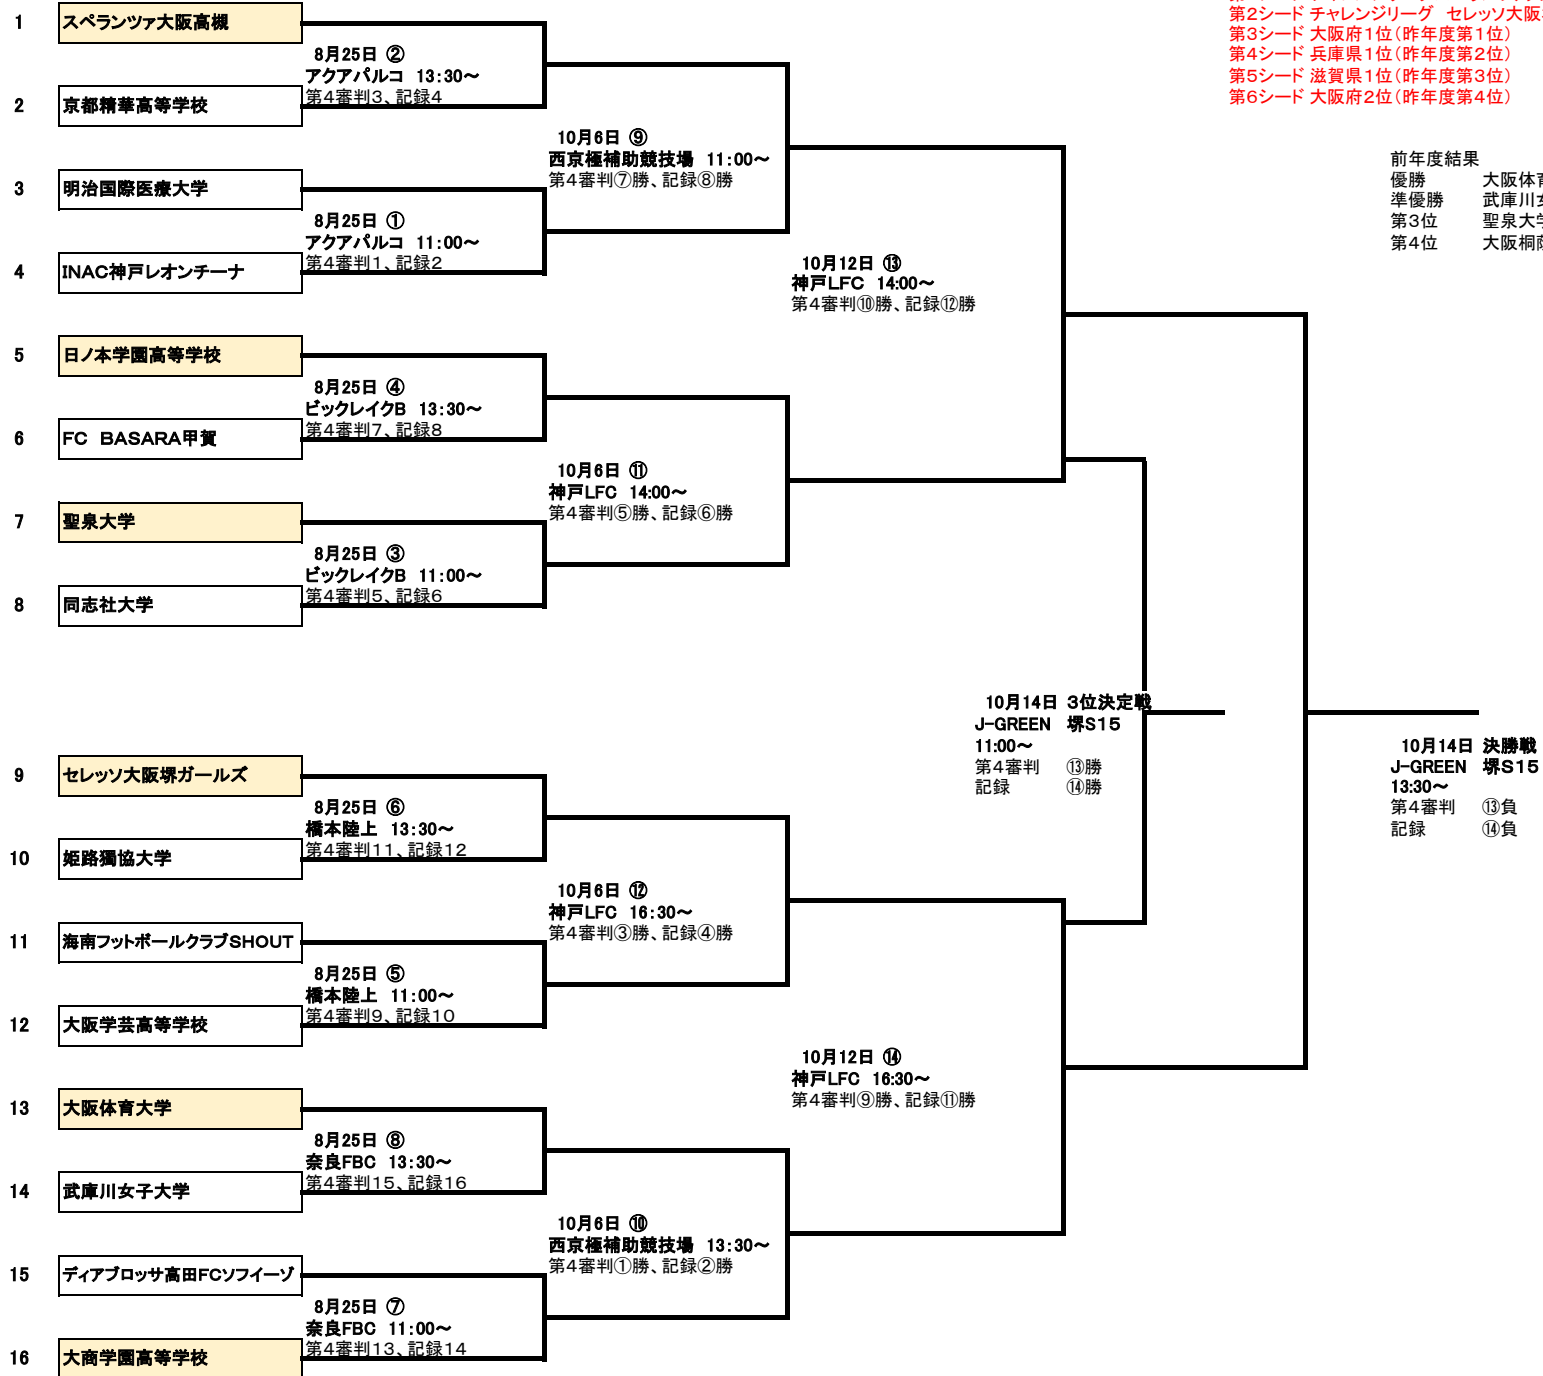 第2シード チャレンジリーグ　セレッソ大阪
第3シード 大阪府1位(昨年度第1位)
第4シード 兵庫県1位(昨年度第2位)
第5シード 滋賀県1位(昨年度第3位)
第6シード 大阪府2位(昨年度第4位)
前年度結果
優勝　大阪体育
準優勝　武庫川女
第3位　聖泉大学
第4位　大阪桐蔭
1　スペランツァ大阪高槻
8月25日 ②
アクアパルコ 13:30～
第4審判3、記録4
2　京都精華高等学校
10月6日 ⑨
西京極補助競技場 11:00～
第4審判⑦勝、記録⑧勝
3　明治国際医療大学
8月25日 ①
アクアパルコ 11:00～
第4審判1、記録2
4　INAC神戸レオンチーナ
10月12日 ⑬
神戸LFC 14:00～
第4審判⑩勝、記録⑫勝
5　日ノ本学園高等学校
8月25日 ④
ビックレイクB 13:30～
第4審判7、記録8
6　FC BASARA甲賀
10月6日 ⑪
神戸LFC 14:00～
第4審判⑤勝、記録⑥勝
7　聖泉大学
8月25日 ③
ビックレイクB 11:00～
第4審判5、記録6
8　同志社大学
10月14日 3位決定戦
J-GREEN 堺S15
11:00～
第4審判　⑬勝
記録　⑭勝
10月14日 決勝戦
J-GREEN 堺S15
13:30～
第4審判　⑬負
記録　⑭負
9　セレッソ大阪堺ガールズ
8月25日 ⑥
橋本陸上 13:30～
第4審判11、記録12
10　姫路獨協大学
10月6日 ⑫
神戸LFC 16:30～
第4審判③勝、記録④勝
11　海南フットボールクラブSHOUT
8月25日 ⑤
橋本陸上 11:00～
第4審判9、記録10
12　大阪学芸高等学校
10月12日 ⑭
神戸LFC 16:30～
第4審判⑨勝、記録⑪勝
13　大阪体育大学
8月25日 ⑧
奈良FBC 13:30～
第4審判15、記録16
14　武庫川女子大学
10月6日 ⑩
西京極補助競技場 13:30～
第4審判①勝、記録②勝
15　ディアブロッサ高田FCソフイーゾ
8月25日 ⑦
奈良FBC 11:00～
第4審判13、記録14
16　大商学園高等学校